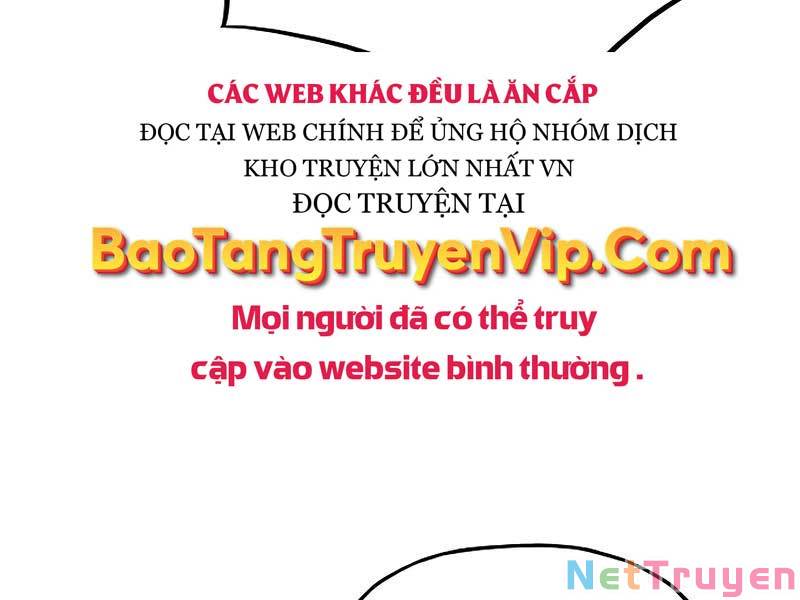 CÁC WEB KHÁC ĐỀU LÀ ĂN CẮP
ĐỌC TẠI WEB CHÍNH ĐỂ ỦNG HỘ NHÓM DỊCH
KHO TRUYỆN LỚN NHẤT VN
ĐỌC TRUYỆN TẠI
BaoTangTruyenVip.Com
Mọi người đã có thể truy
cập vào website bình thường .
NetTruyen